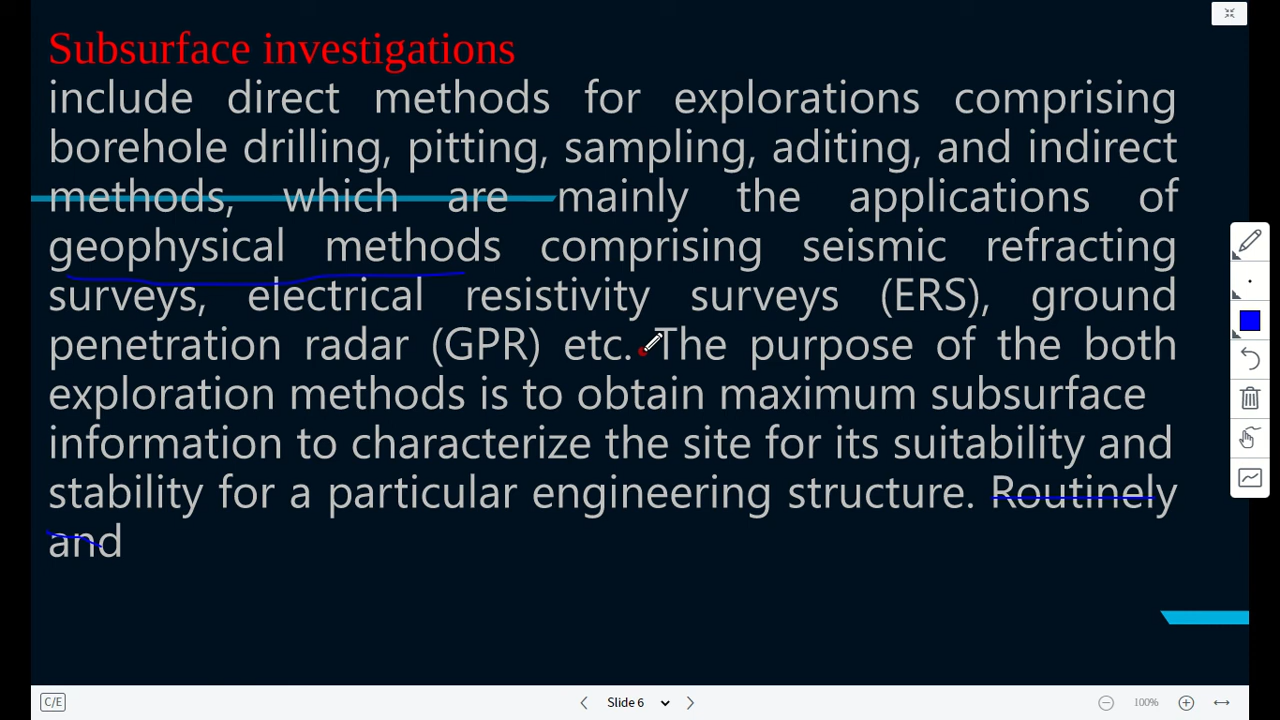 Subsurface investigations
include direct methods for explorations comprising
borehole drilling, pitting, sampling, aditing, and indirect
methods, which are mainly the applications of
geophysical methods comprising seismic refracting
surveys, electrical resistivity surveys (ERS), ground
penetration radar (GPR) etc. The purpose of the both
exploration methods is to obtain maximum subsurface
information to characterize the site for its suitability and
stability for a particular engineering structure. Routinely
and
C/E
Slide 6
100%